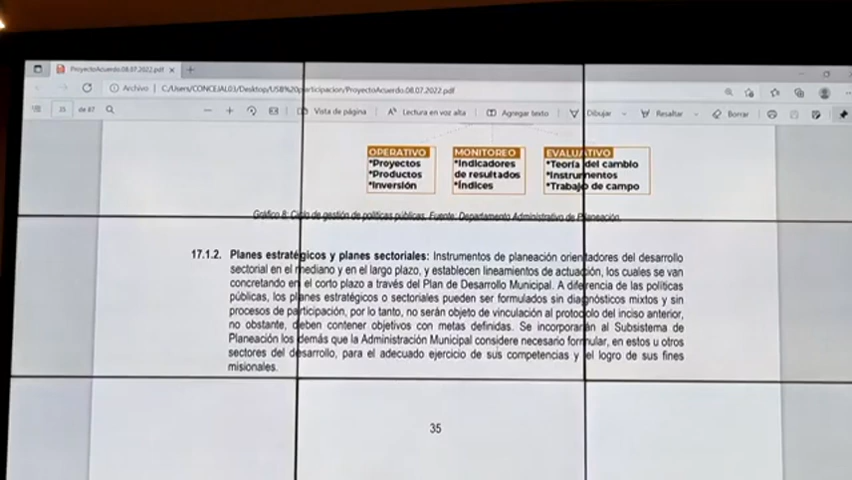 ProyectoAcuerdo.08.07.2022.pdf
Archivo C:/Users/CONCEJAL03/Desktop/USB%20participacion/ProyectoAcuerdo.08.07.2022.pdf
35 de 87 Vista de página Lectura en voz alta Agregar texto Dibujar Resaltar Borrar
OPERATIVO MONITOREO EVALUATIVO
*Proyectos *Indicadores *Teoría del cambio
*Productos de resultados *Instrumentos
*Inversión *Índices *Trabajo de campo
Gráfico 8: Ciclo de gestión de políticas públicas. Fuente: Departamento Administrativo de Planeación.
17.1.2. Planes estratégicos y planes sectoriales: Instrumentos de planeación orientadores del desarrollo
sectorial en el mediano y en el largo plazo, y establecen lineamientos de actuación, los cuales se van
concretando en el corto plazo a través del Plan de Desarrollo Municipal. A diferencia de las políticas
públicas, los planes estratégicos o sectoriales pueden ser formulados sin diagnósticos mixtos y sin
procesos de participación, por lo tanto, no serán objeto de vinculación al protocolo del inciso anterior,
no obstante, deben contener objetivos con metas definidas. Se incorporarán al Subsistema de
Planeación los demás que la Administración Municipal considere necesario formular, en estos u otros
sectores del desarrollo, para el adecuado ejercicio de sus competencias y el logro de sus fines
misionales.
35